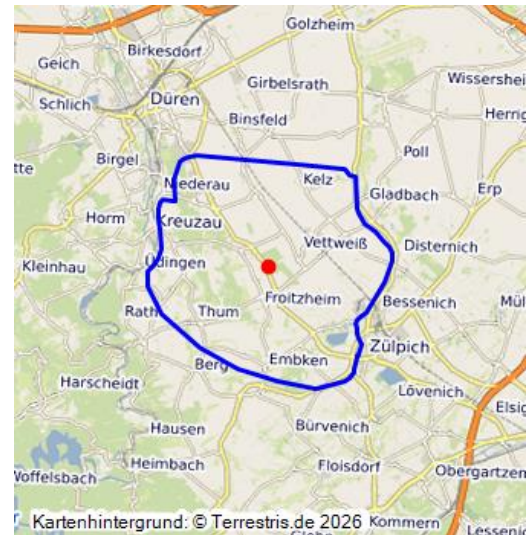 Golzheim
Birkesdorf
Geich
Wissershei
Girbelsrath
Schlich
Düren
Herrig
Binsfeld
Poll
Birgel
tte
Niederau
Kelz
Erp
Gladbach
Horm
Kreuzau
Vettweiß
Disternich
Kleinhau
Üdingen
Froitzheim
Bessenich
Rath
Thum
Mül
Zülpich
Embken
Berg
Harscheidt
Lövenich
Elsig
Hausen
Bürvenich
Heimbach
Floisdorf
Obergartzem
Woffelsbach
Kartenhintergrund: © Terrestris.de 2026
Kommern
Lessenic